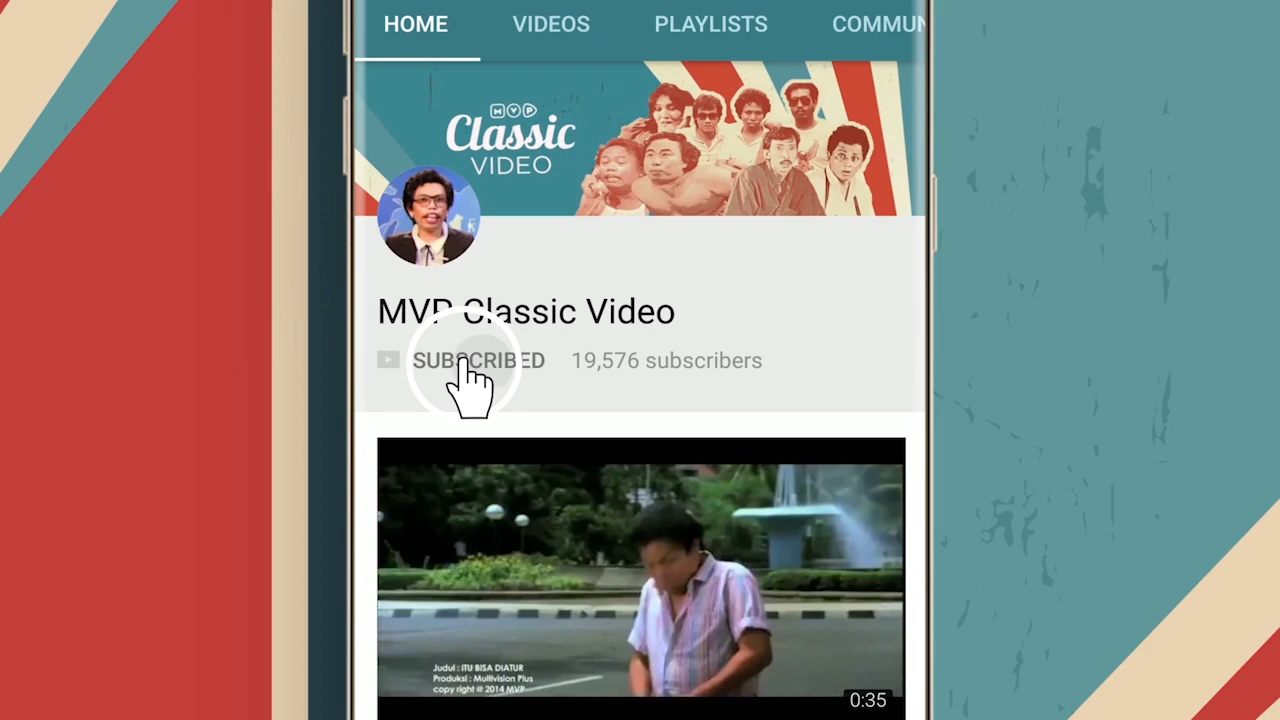 HOME VIDEOS PLAYLISTS COMMUN
MVP
Classic
VIDEO
MVP Classic Video
SUBSCRIBED 19,576 subscribers
Judul : ITU BISA DIATUR
Produksi : Multivision Plus
copy right @ 2014 MVP
0:35